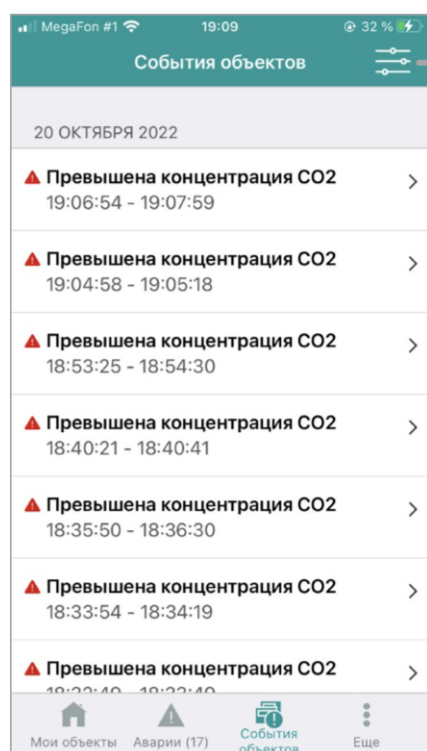 MegaFon #1 19:09 32 %
События объектов
20 ОКТЯБРЯ 2022
Превышена концентрация CO2
19:06:54 - 19:07:59
Превышена концентрация CO2
19:04:58 - 19:05:18
Превышена концентрация CO2
18:53:25 - 18:54:30
Превышена концентрация CO2
18:40:21 - 18:40:41
Превышена концентрация CO2
18:35:50 - 18:36:30
Превышена концентрация CO2
18:33:54 - 18:34:19
Превышена концентрация CO2
Мои объекты Аварии (17) События объектов Еще